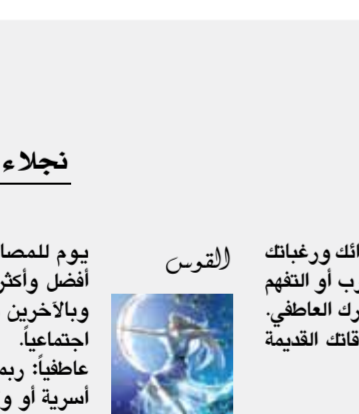 نجلاء
ائك ورغباتك
رب أو التفهم
رك العاطفي.
قاتك القديمة
القوس
يوم للمصا
أفضل وأكثر
وبالآخرين
اجتماعياً.
عاطفياً: ربم
أسرية أو و